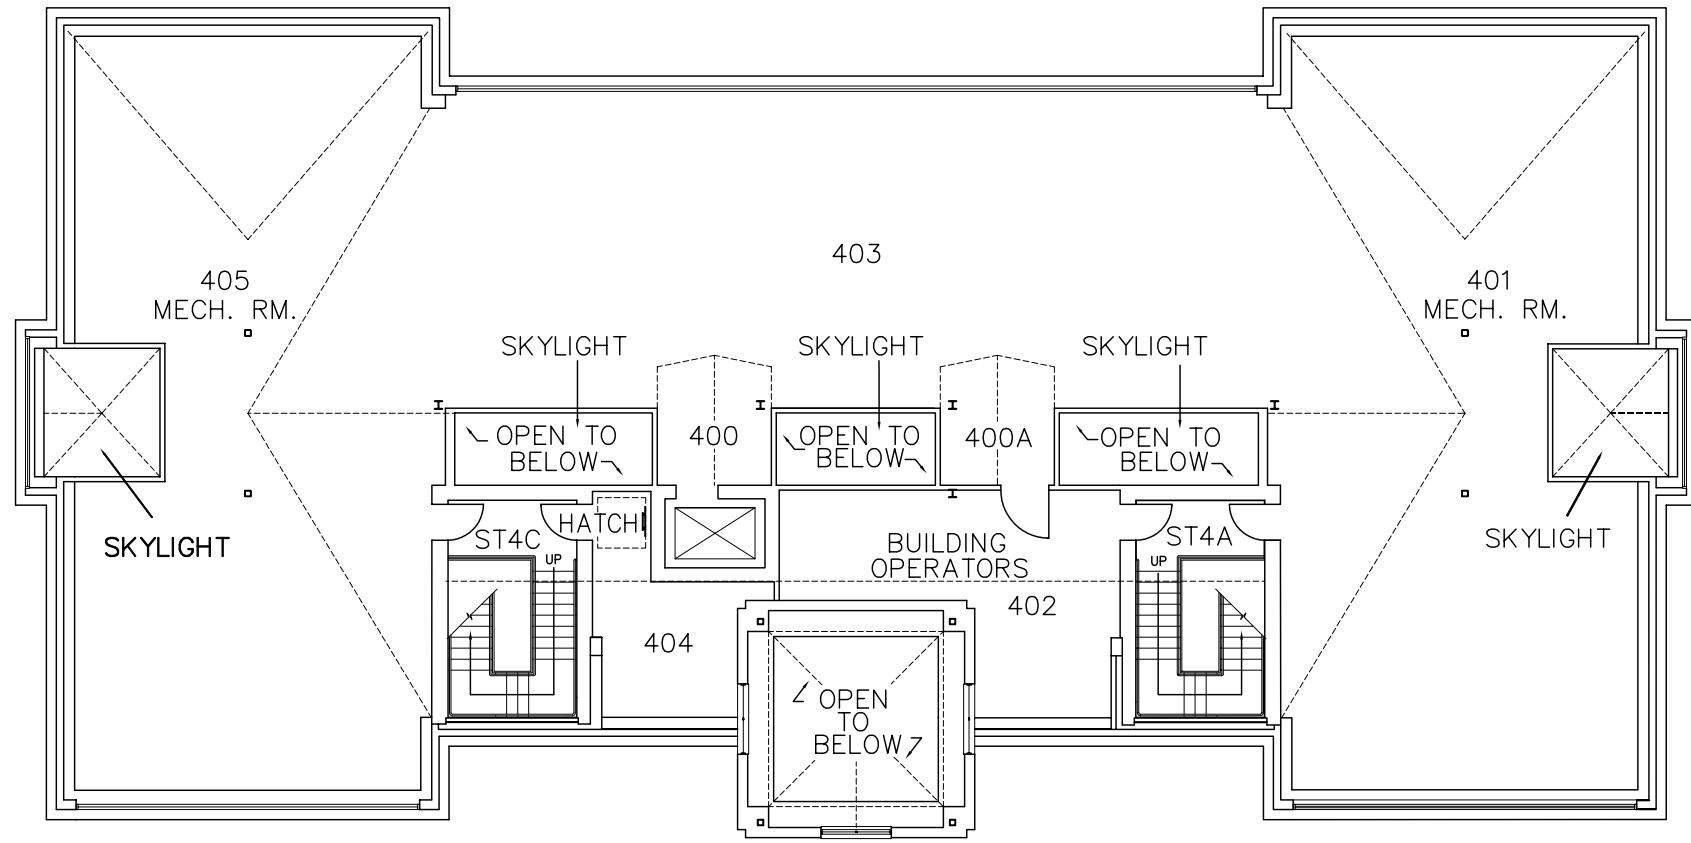 403
405
MECH. RM.
401
MECH. RM.
SKYLIGHT
SKYLIGHT
SKYLIGHT
OPEN TO
BELOW
400
OPEN TO
BELOW
400A
OPEN TO
BELOW
SKYLIGHT
ST4C
HATCH
UP
BUILDING
OPERATORS
402
ST4A
UP
SKYLIGHT
404
OPEN
TO
BELOW